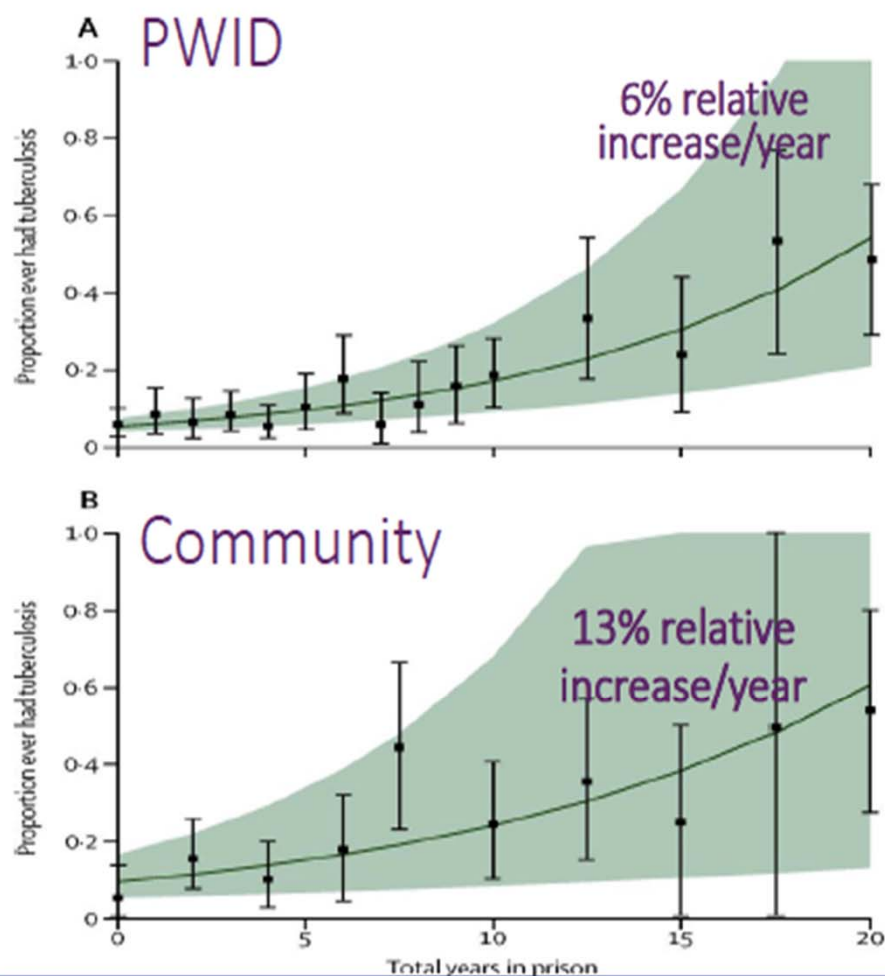 A
PWID
1·0
6% relative
increase/year
0·8
0·6
0·4
0·2
0
Proportion ever had tuberculosis
B
Community
1·0
13% relative
increase/year
0·8
0·6
0·4
0·2
0
Proportion ever had tuberculosis
0 5 10 15 20
Total years in prison